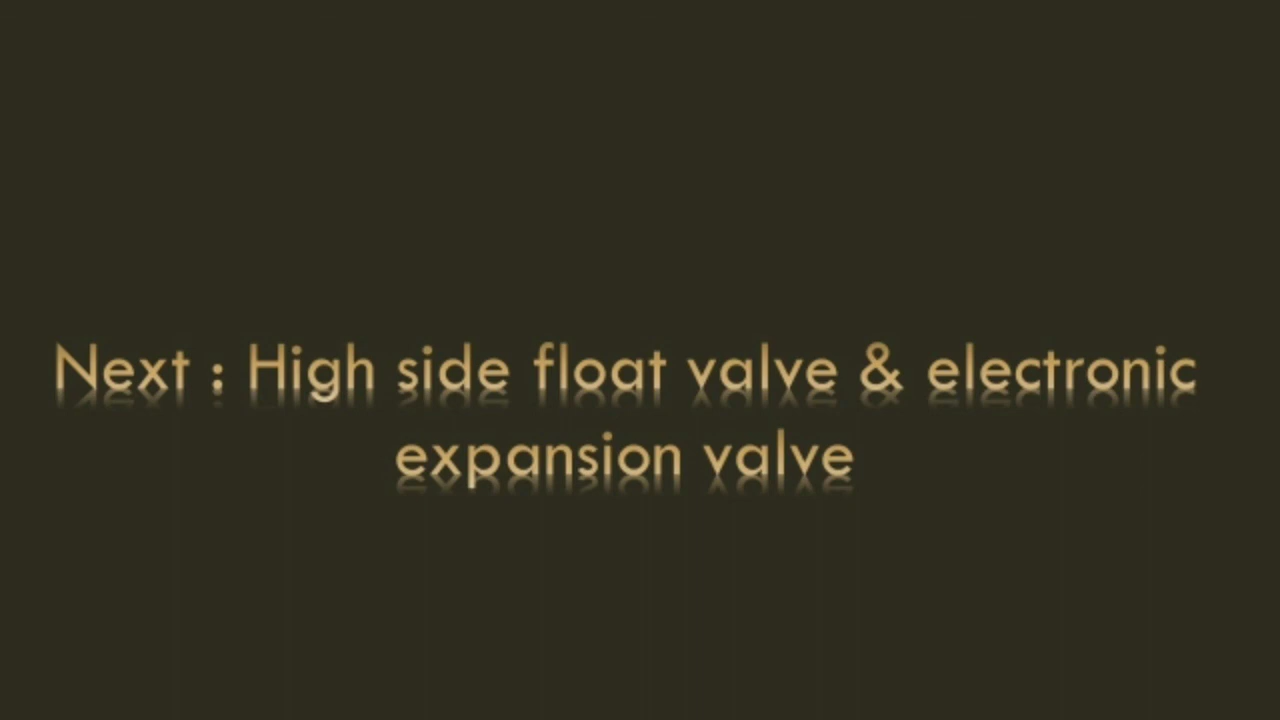 Next : High side float valve & electronic
expansion valve